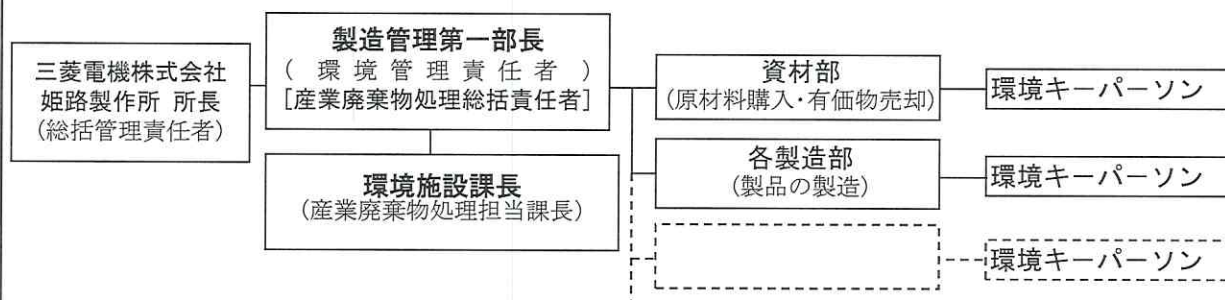 三菱電機株式会社
姫路製作所 所長
(総括管理責任者)
製造管理第一部長
(環境管理責任者)
[産業廃棄物処理総括責任者]
環境施設課長
(産業廃棄物処理担当課長)
資材部
(原材料購入・有価物売却)
環境キーパーソン
各製造部
(製品の製造)
環境キーパーソン
環境キーパーソン